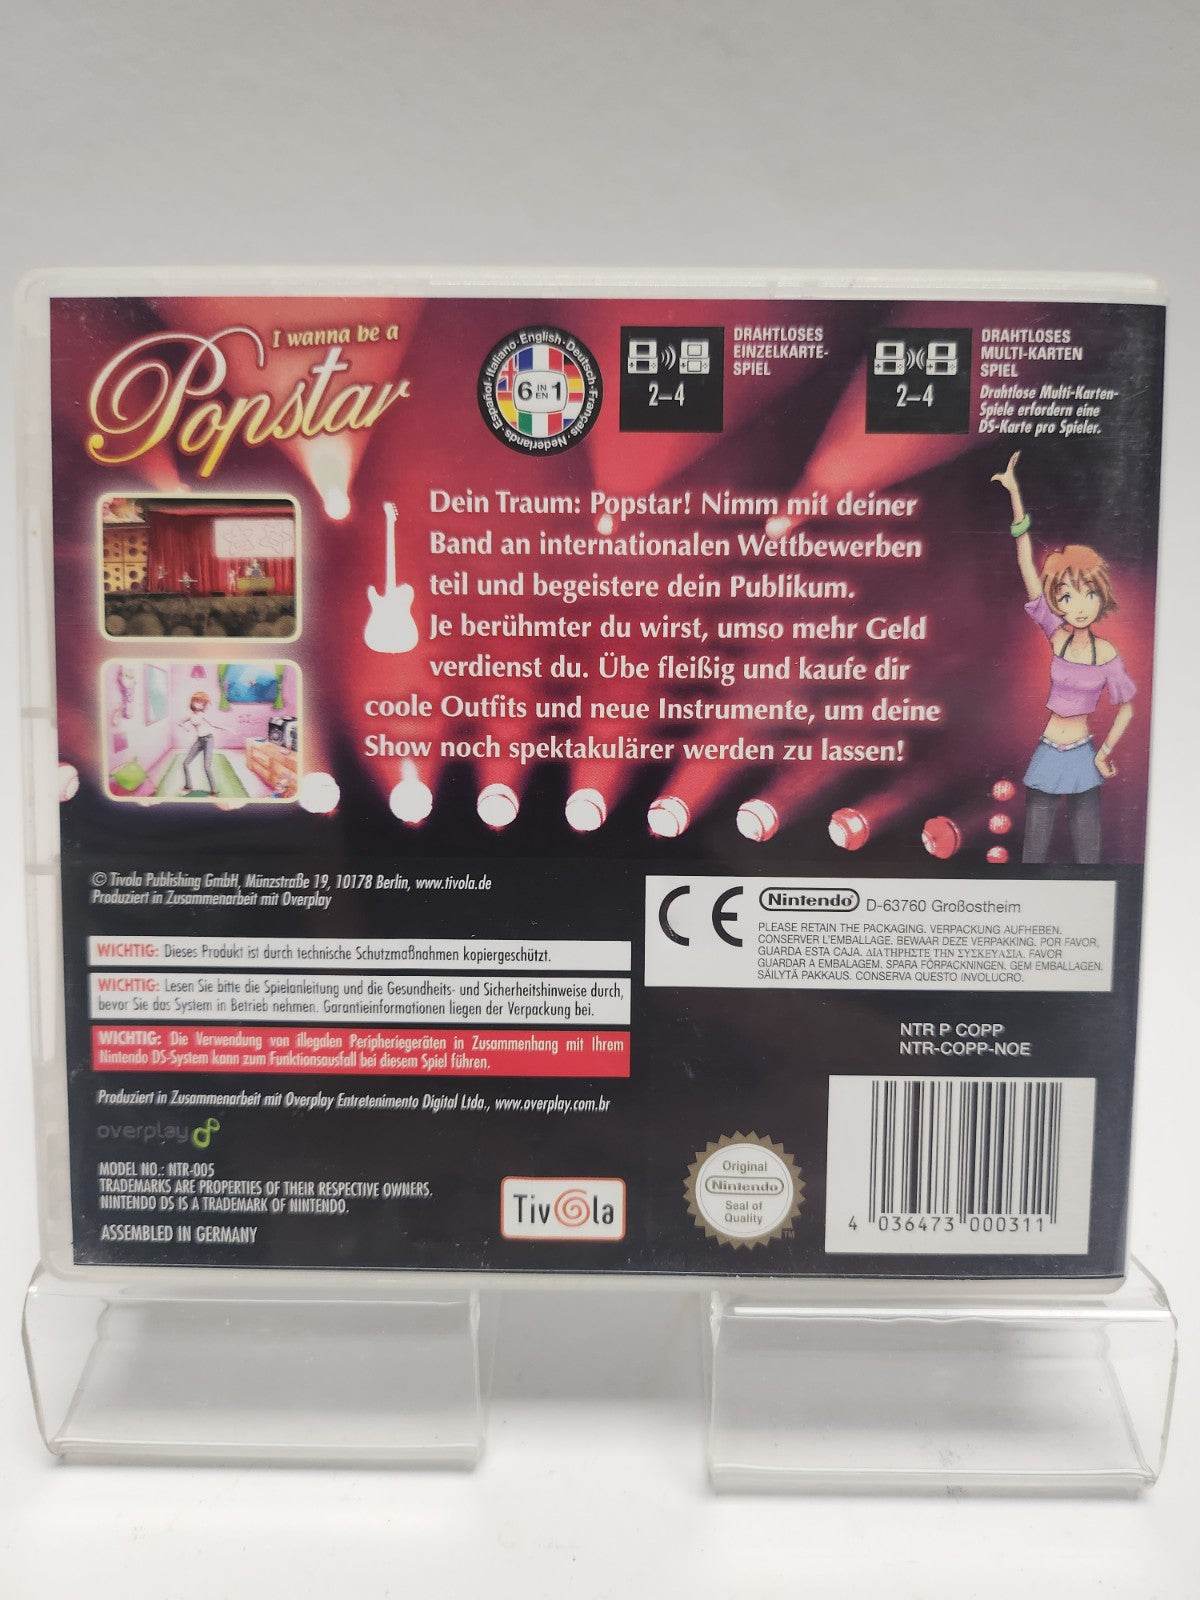 I wanna be a
Popstar
English · Deutsch · Français · Nederlands · Español · Italiano
6 IN EN 1
2–4
DRAHTLOSES
EINZELKARTE-
SPIEL
2–4
DRAHTLOSES
MULTI-KARTEN
SPIEL
Drahtlose Multi-Karten-
Spiele erfordern eine
DS-Karte pro Spieler.
Dein Traum: Popstar! Nimm mit deiner
Band an internationalen Wettbewerben
teil und begeistere dein Publikum.
Je berühmter du wirst, umso mehr Geld
verdienst du. Übe fleißig und kaufe dir
coole Outfits und neue Instrumente, um deine
Show noch spektakulärer werden zu lassen!
© Tivola Publishing GmbH, Münzstraße 19, 10178 Berlin, www.tivola.de
Produziert in Zusammenarbeit mit Overplay
WICHTIG: Dieses Produkt ist durch technische Schutzmaßnahmen kopiergeschützt.
WICHTIG: Lesen Sie bitte die Spielanleitung und die Gesundheits- und Sicherheitshinweise durch,
bevor Sie das System in Betrieb nehmen. Garantieinformationen liegen der Verpackung bei.
WICHTIG: Die Verwendung von illegalen Peripheriegeräten in Zusammenhang mit Ihrem
Nintendo DS-System kann zum Funktionsausfall bei diesem Spiel führen.
Produziert in Zusammenarbeit mit Overplay Entretenimento Digital Ltda., www.overplay.com.br
overplay
MODEL NO.: NTR-005
TRADEMARKS ARE PROPERTIES OF THEIR RESPECTIVE OWNERS.
NINTENDO DS IS A TRADEMARK OF NINTENDO.
ASSEMBLED IN GERMANY
CE
Nintendo D-63760 Großostheim
PLEASE RETAIN THE PACKAGING. VERPACKUNG AUFHEBEN.
CONSERVER L'EMBALLAGE. BEWAAR DEZE VERPAKKING. POR FAVOR,
GUARDA ESTA CAJA. ΔΙΑΤΗΡΗΣΤΕ ΤΗΝ ΣΥΣΚΕΥΑΣΙΑ. FAVOR
GUARDAR A EMBALAGEM. SPARA FÖRPACKNINGEN. GEM EMBALLAGEN.
SÄILYTÄ PAKKAUS. CONSERVA QUESTO INVOLUCRO.
NTR P COPP
NTR-COPP-NOE
Tivola
Original
Nintendo
Seal of
Quality
TM
4 036473 000311